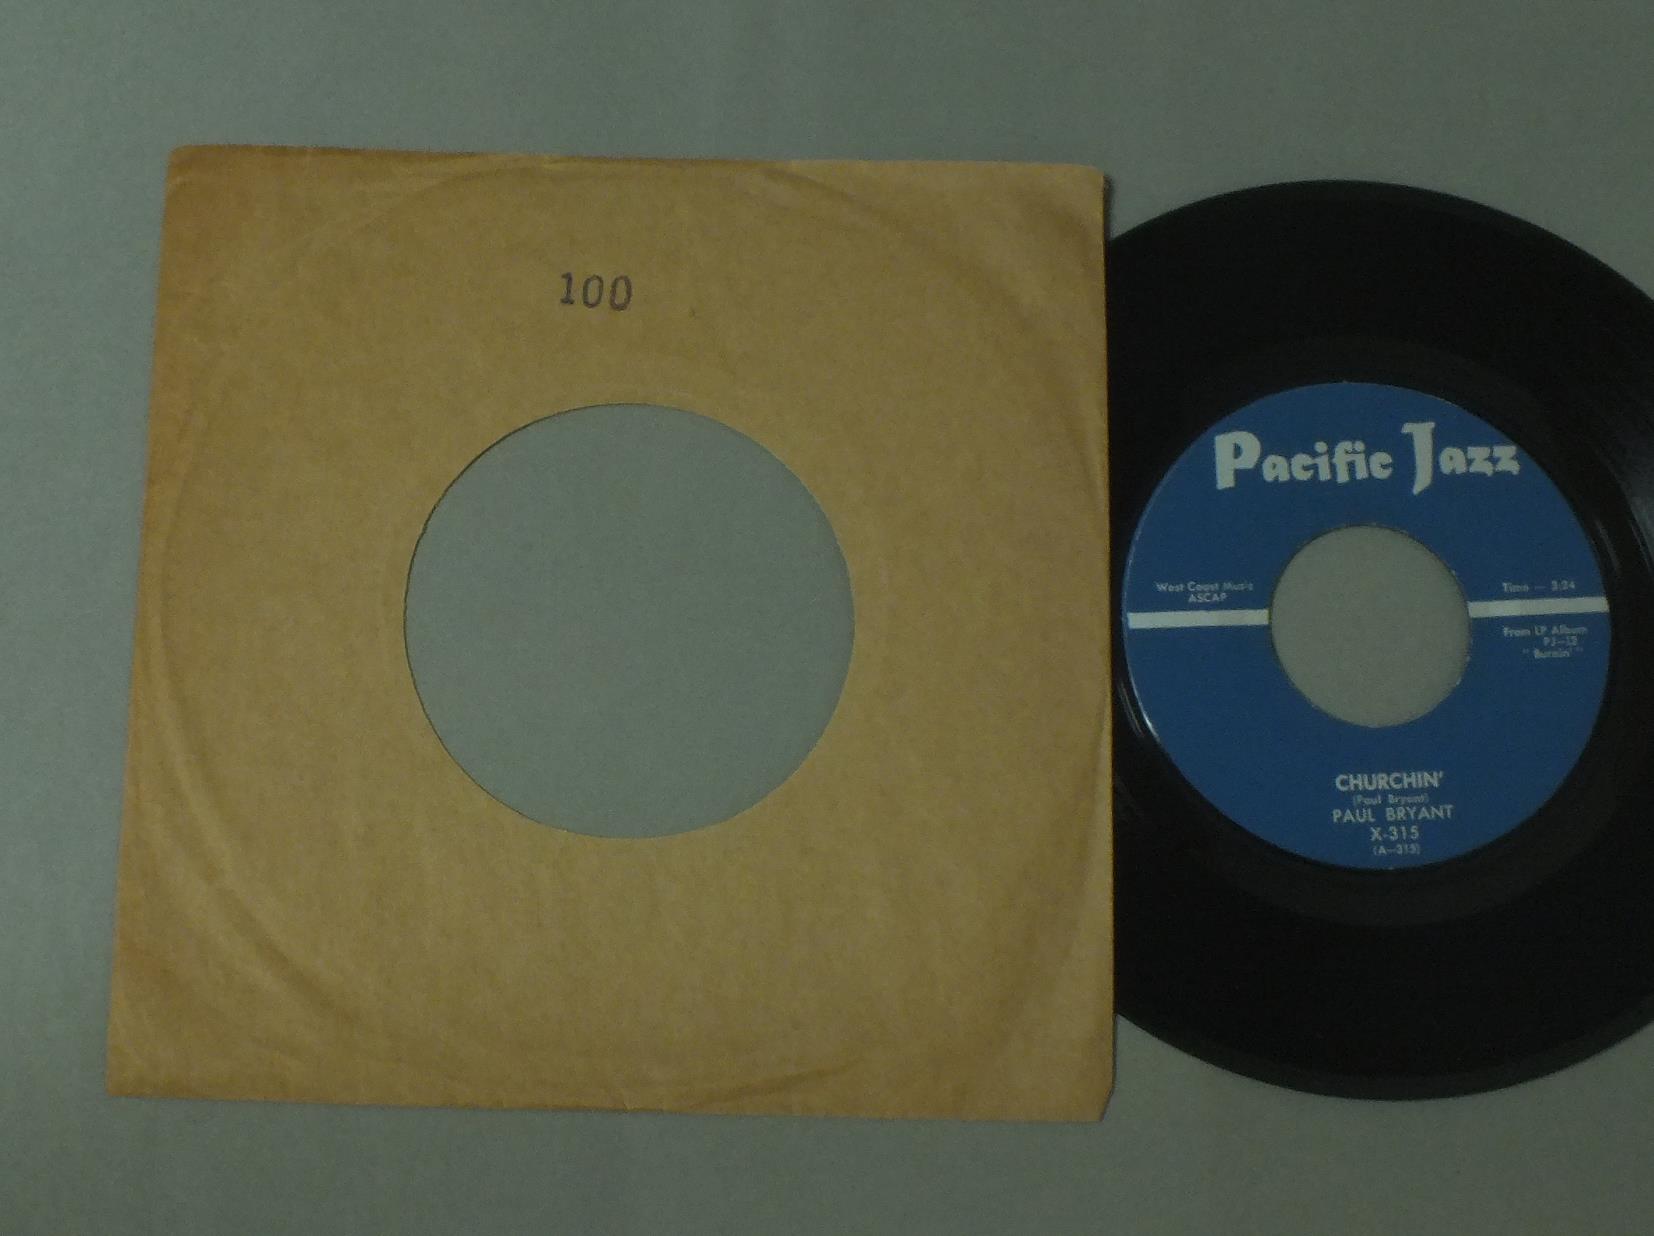 100
Pacific Jazz
West Coast Music
ASCAP
Time — 3:24
From LP Album
PJ—12
"Burnin'"
CHURCHIN'
(Paul Bryant)
PAUL BRYANT
X-315
(A—315)